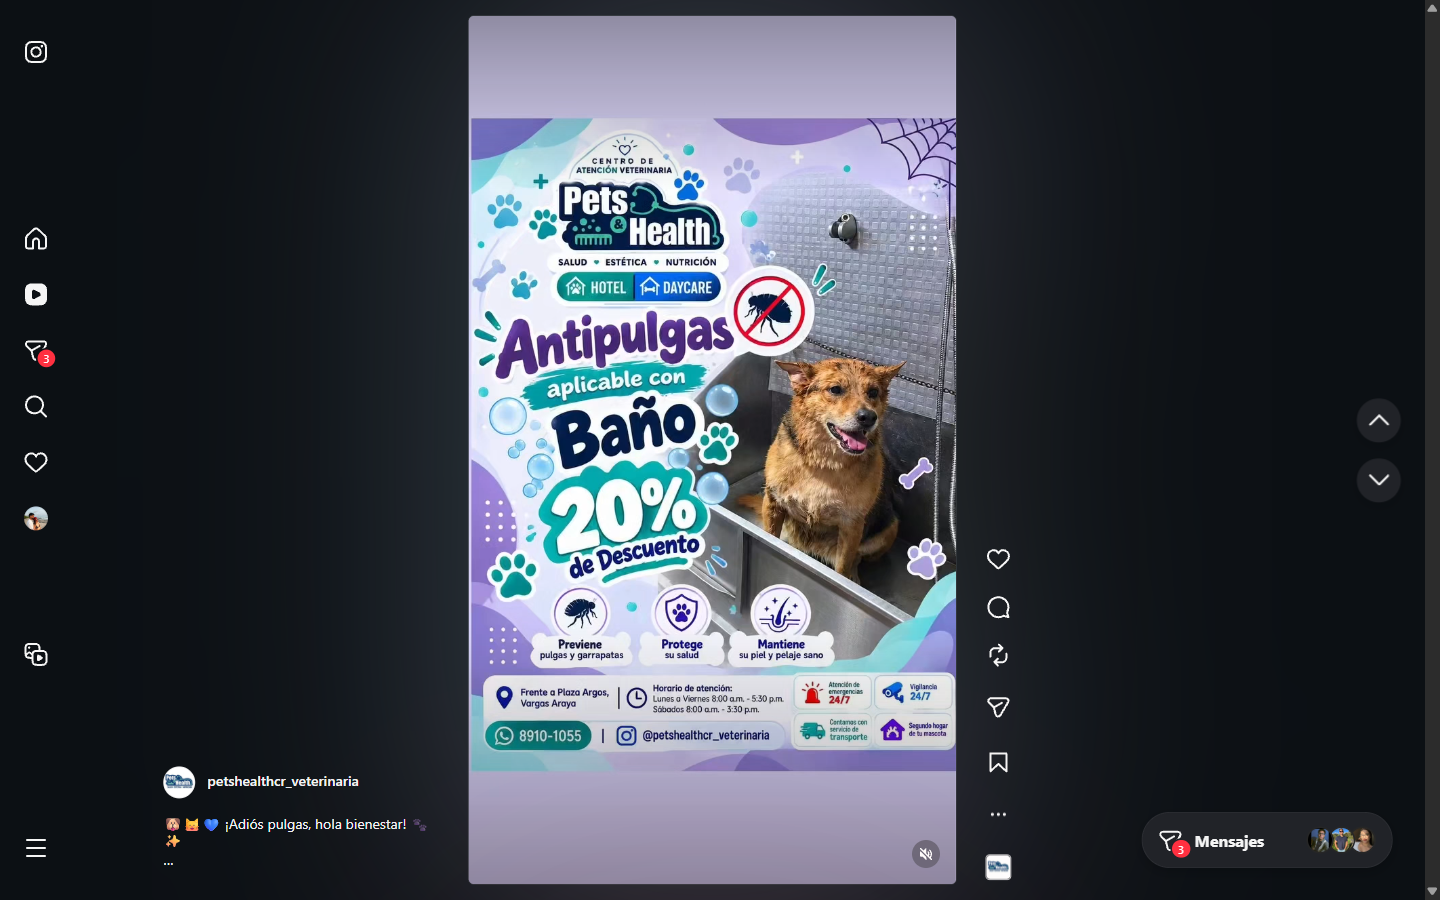 CENTRO DE
ATENCIÓN VETERINARIA
Pets
& Health
SALUD ♥ ESTÉTICA ♥ NUTRICIÓN
HOTEL DAYCARE
Antipulgas
aplicable con
Baño
20%
de Descuento
Previene
pulgas y garrapatas
Protege
su salud
Mantiene
su piel y pelaje sano
Frente a Plaza Argos,
Vargas Araya
Horario de atención:
Lunes a Viernes 8:00 a.m. - 5:30 p.m.
Sábados 8:00 a.m. - 3:30 p.m.
Atención de
emergencias
24/7
Vigilancia
24/7
8910-1055 | @petshealthcr_veterinaria
Contamos con
servicio de
transporte
Segundo hogar
de tu mascota
3
petshealthcr_veterinaria
🐶 😺 💙 ¡Adiós pulgas, hola bienestar! 🐾
✨
...
3 Mensajes